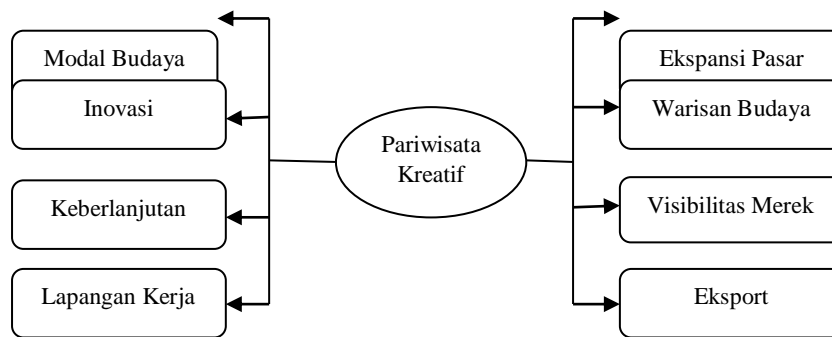 Modal Budaya
Inovasi
Keberlanjutan
Lapangan Kerja
Pariwisata
Kreatif
Ekspansi Pasar
Warisan Budaya
Visibilitas Merek
Eksport